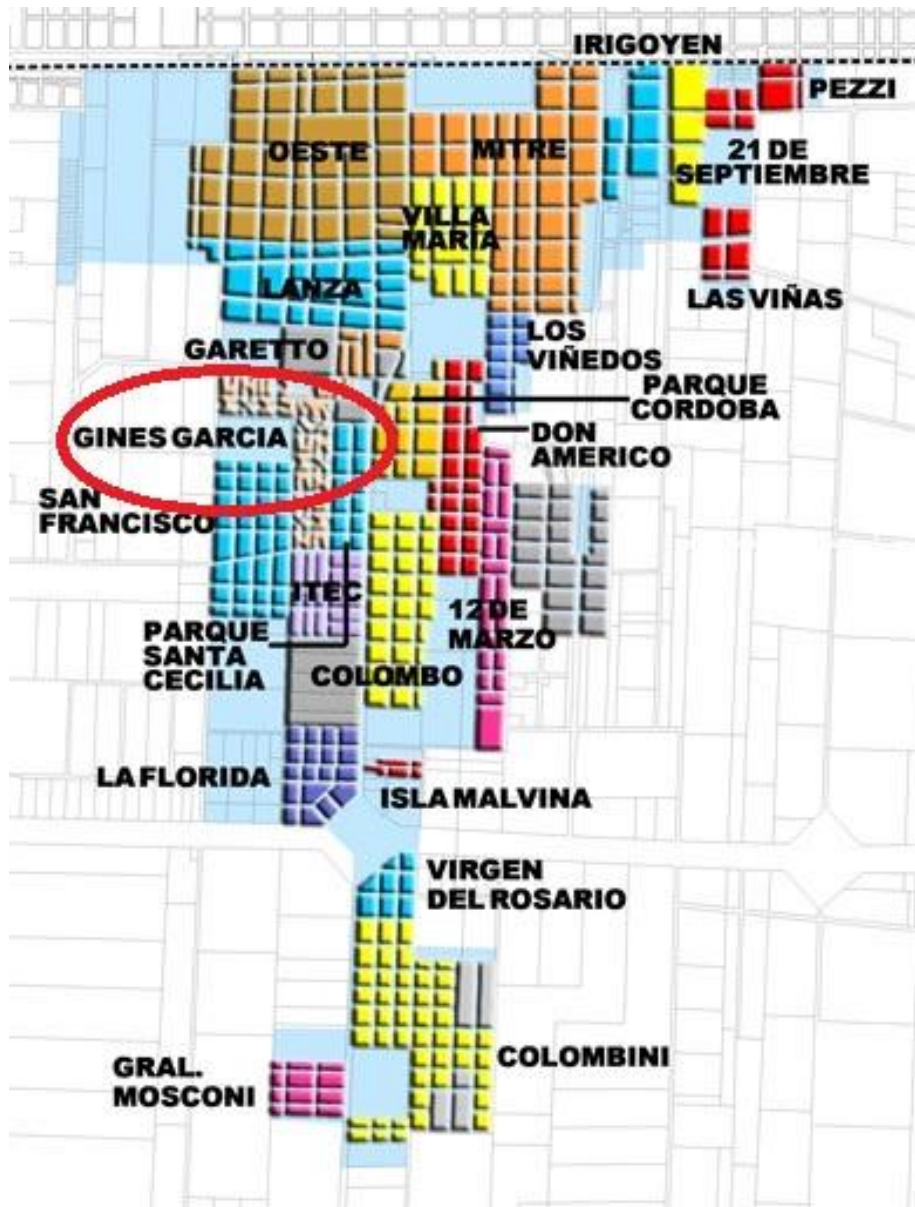 IRIGOYEN
PEZZI
OESTE
MITRE
21 DE
SEPTIEMBRE
VILLA
MARIA
LANZA
LAS VIÑAS
GARETTO
LOS
VIÑEDOS
PARQUE
CORDOBA
GINES GARCIA
DON
AMERICO
SAN
FRANCISCO
ITEC
12 DE
MARZO
PARQUE
SANTA
CECILIA
COLOMBO
LA FLORIDA
ISLA MALVINA
VIRGEN
DEL ROSARIO
COLOMBINI
GRAL.
MOSCONI